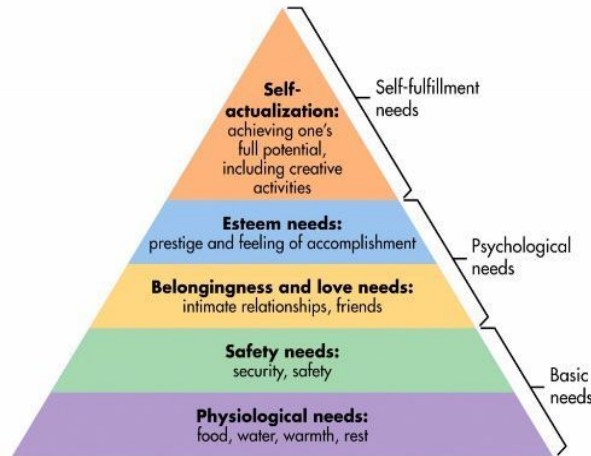 Self-
actualization:
achieving one's
full potential,
including creative
activities
Self-fulfillment
needs
Esteem needs:
prestige and feeling of accomplishment
Psychological
needs
Belongingness and love needs:
intimate relationships, friends
Safety needs:
security, safety
Basic
needs
Physiological needs:
food, water, warmth, rest